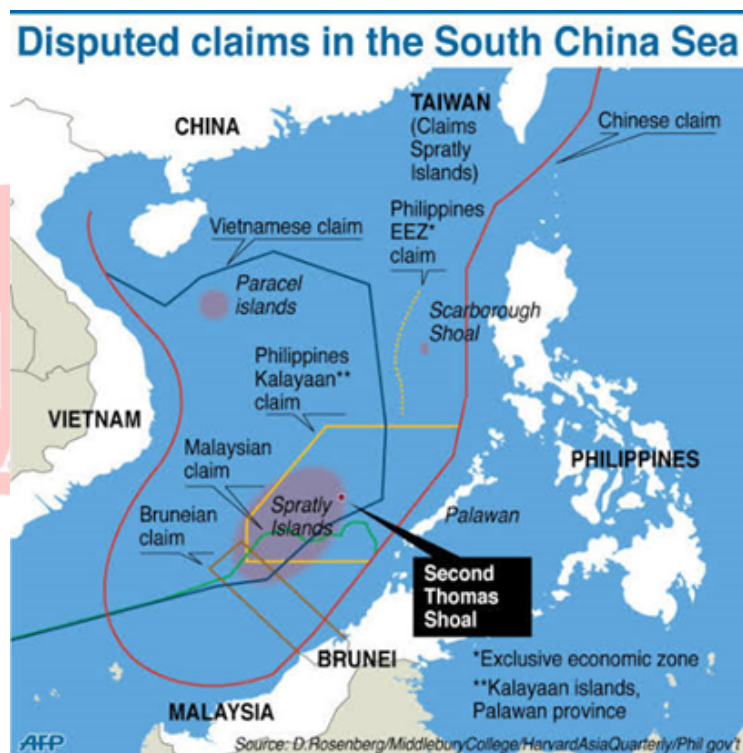 Disputed claims in the South China Sea
TAIWAN
(Claims
Spratly
Islands)
CHINA
Chinese claim
Vietnamese claim
Philippines
EEZ*
claim
Paracel
islands
Scarborough
Shoal
Philippines
Kalayaan**
claim
VIETNAM
Malaysian
claim
PHILIPPINES
Spratly
Islands
Bruneian
claim
Palawan
Second
Thomas
Shoal
BRUNEI
*Exclusive economic zone
**Kalayaan islands,
Palawan province
MALAYSIA
AFP
Source: D.Rosenberg/MiddleburyCollege/HarvardAsiaQuarterly/Phil gov't